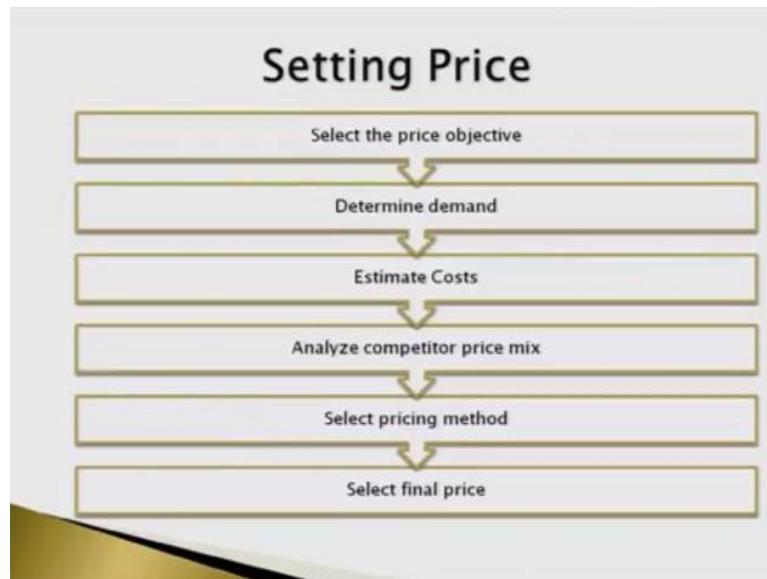 Setting Price
Select the price objective
Determine demand
Estimate Costs
Analyze competitor price mix
Select pricing method
Select final price